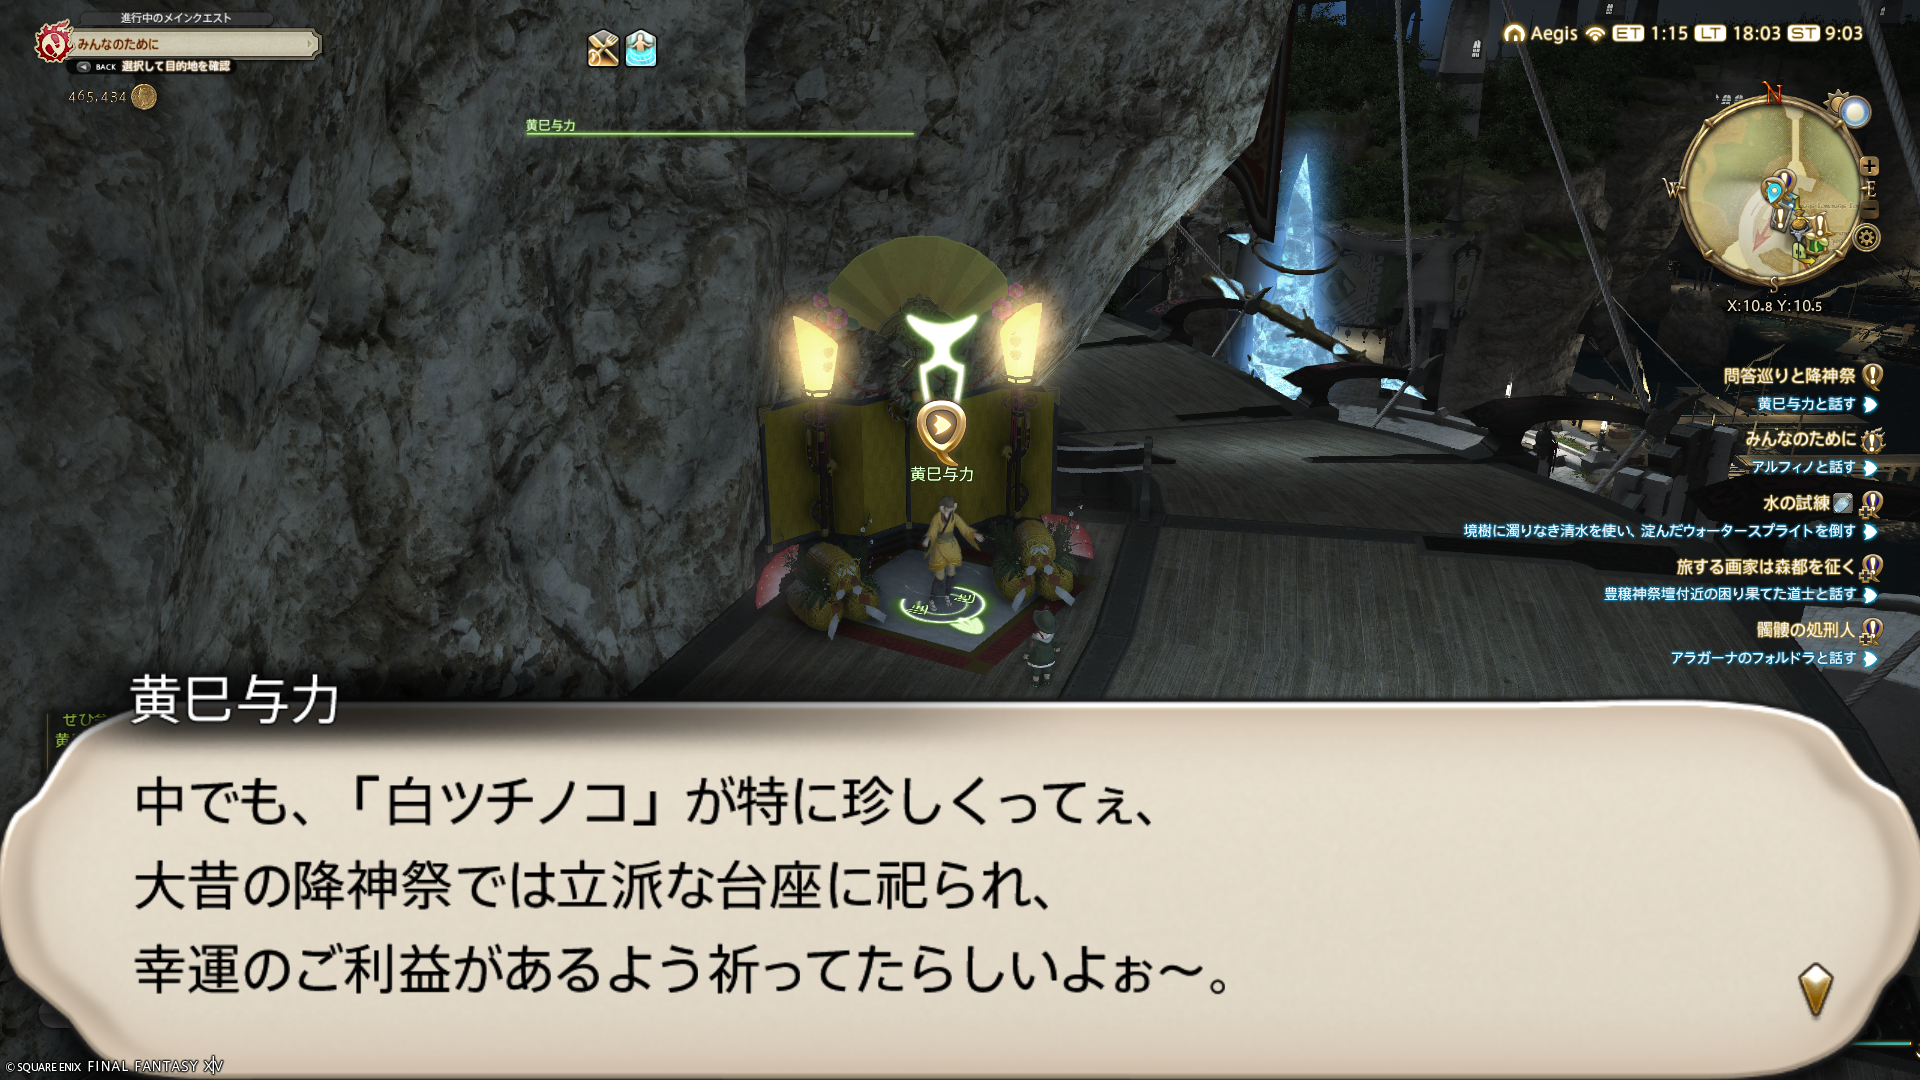 進行中のメインクエスト
みんなのために
BACK 選択して目的地を確認
465,434
黄巳与力
Aegis ET 1:15 LT 18:03 ST 9:03
N
W
E
S
X:10.8 Y:10.5
問答巡りと降神祭
黄巳与力と話す
みんなのために
アルフィノと話す
水の試練
境樹に濁りなき清水を使い、淀んだウォータースプライトを倒す
旅する画家は森都を征く
豊穣神祭壇付近の困り果てた道士と話す
髑髏の処刑人
アラガーナのフォルドラと話す
黄巳与力
ぜひ
黄
黄巳与力
中でも、「白ツチノコ」が特に珍しくってぇ、
大昔の降神祭では立派な台座に祀られ、
幸運のご利益があるよう祈ってたらしいよぉ～。
© SQUARE ENIX FINAL FANTASY XIV